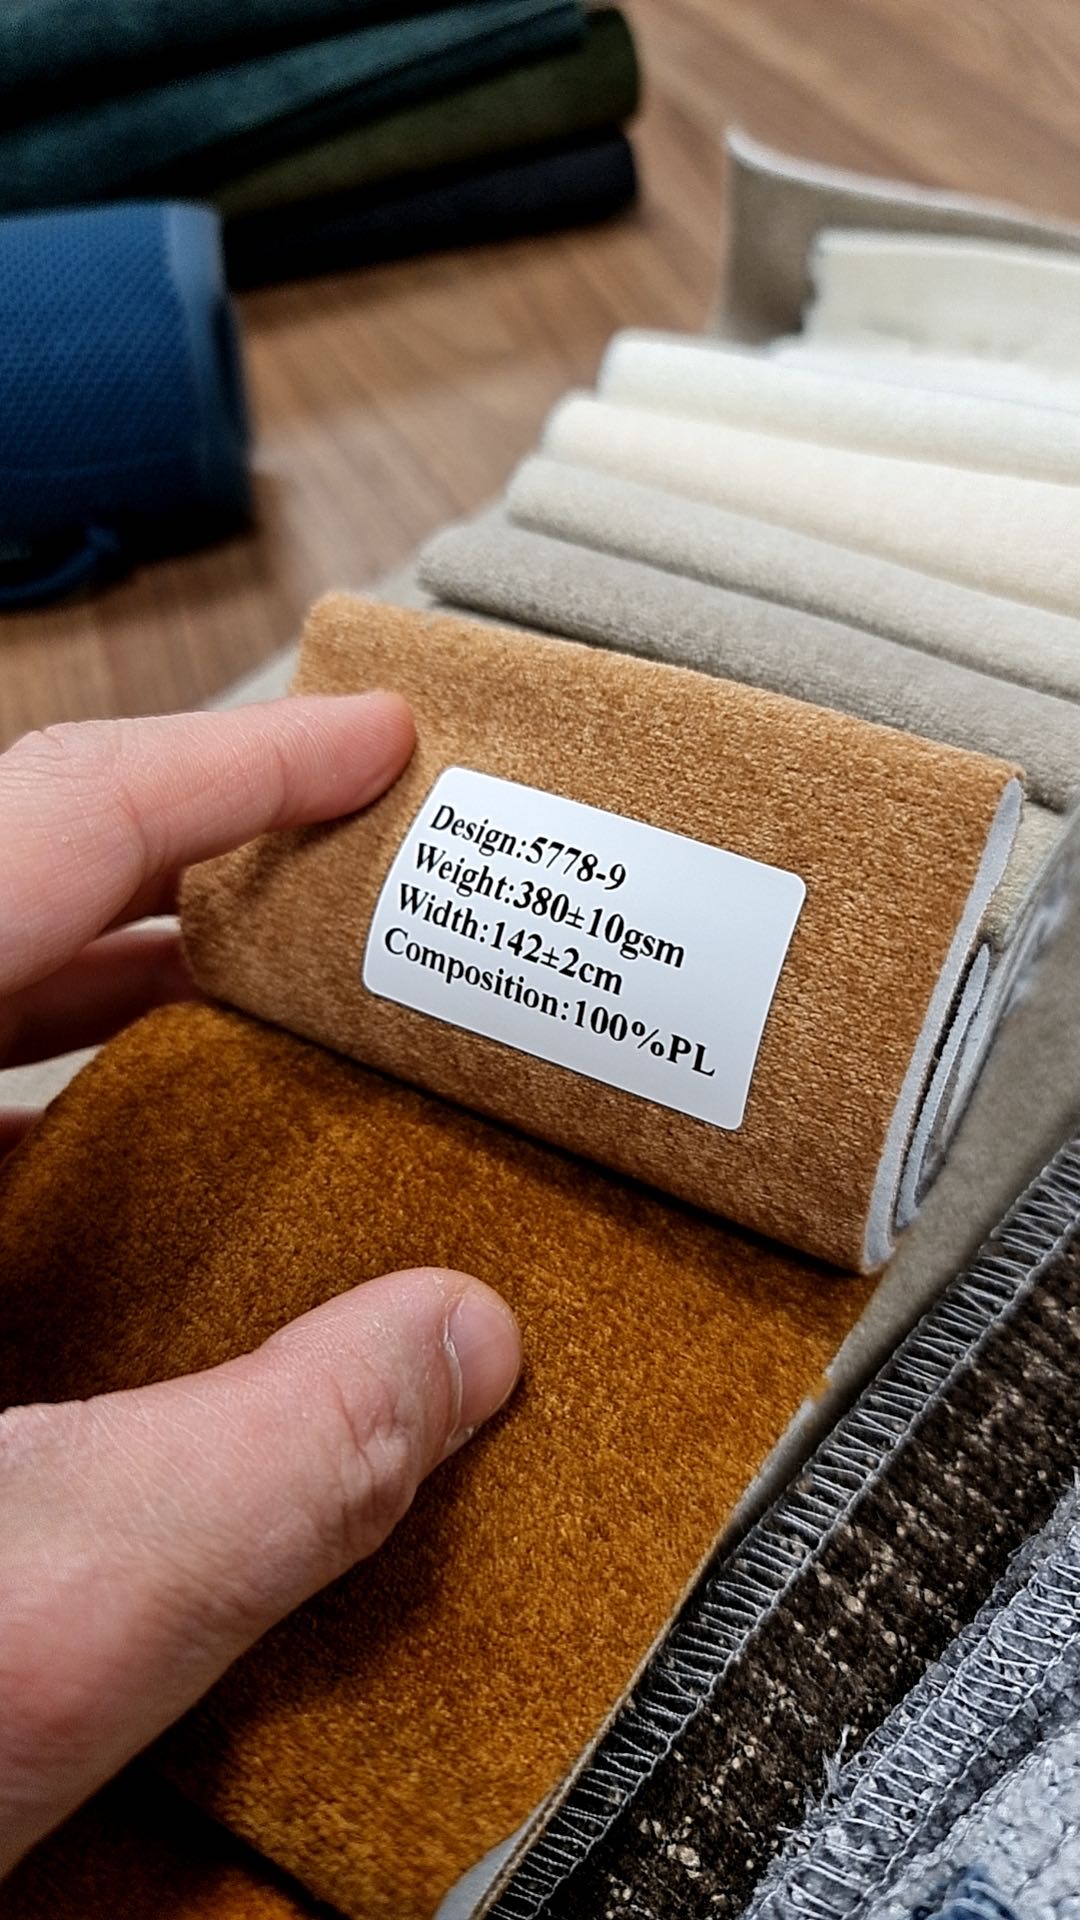 Design:5778-9
Weight:380±10gsm
Width:142±2cm
Composition:100%PL